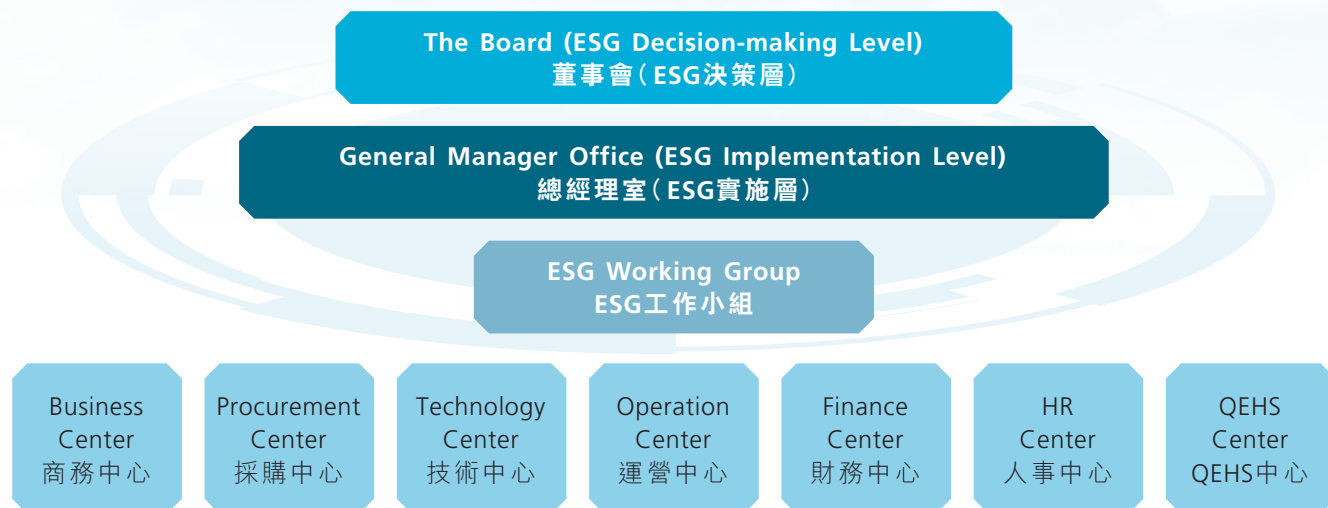 The Board (ESG Decision-making Level)
董事會（ESG決策層）
General Manager Office (ESG Implementation Level)
總經理室（ESG實施層）
ESG Working Group
ESG工作小組
Business
Center
商務中心
Procurement
Center
採購中心
Technology
Center
技術中心
Operation
Center
運營中心
Finance
Center
財務中心
HR
Center
人事中心
QEHS
Center
QEHS中心